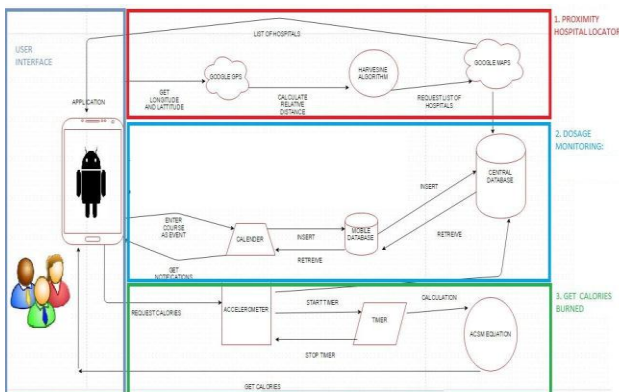 USER
INTERFACE
APPLICATION
1. PROXIMITY
HOSPITAL LOCATOR
LIST OF HOSPITALS
GOOGLE GPS
HARVESINE
ALGORITHM
GOOGLE MAPS
GET
LONGITUDE
AND LATTITUDE
CALCULATE
RELATIVE
DISTANCE
REQUEST LIST OF
HOSPITALS
2. DOSAGE
MONITORING:
CENTRAL
DATABASE
INSERT
ENTER
COURSE
AS EVENT
CALENDER
INSERT
MOBILE
DATABASE
RETREIVE
RETREIVE
GET
NOTIFICATIONS
3. GET CALORIES
BURNED
REQUEST CALORIES
ACCELEROMETER
START TIMER
TIMER
CALCULATION
ACSM EQUATION
STOP TIMER
GET CALORIES